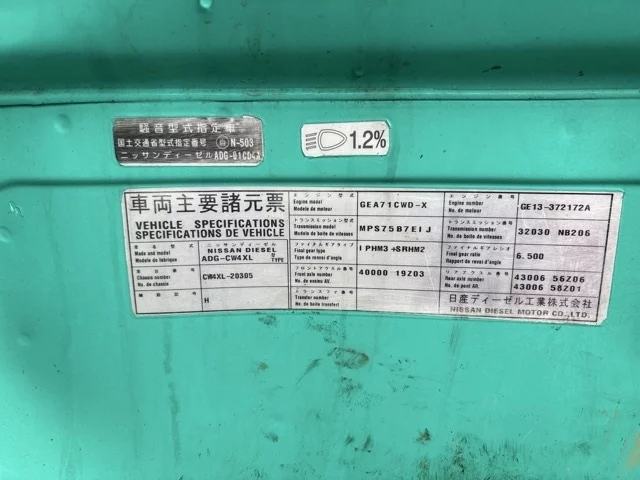 騒音型式指定車
国土交通省型式指定番号 N-503
ニッサンディーゼル ADG-
1.2%
車両主要諸元票
VEHICLE SPECIFICATIONS
SPECIFICATIONS DE VEHICLE
Made and model
Modele de fabrique
ニッサンディーゼル
NISSAN DIESEL
ADG-CW4XL 型 TYPE
車台番号
Chassis number
No. de chassis
CW4XL-20305
補助記号
H
エンジン型式
Engine model
Modele de moteur
GEA71CWD-X
エンジン番号
Engine number
No. de moteur
GE13-372172A
トランスミッション型式
Transmission model
Modele de boite de vitesses
MPS75B7EIJ
トランスミッション番号
Transmission number
No. de boite de vitesses
32030 NB206
ファイナルギアタイプ
Final gear type
Type de renvoi d'angle
I PHM3+SRHM2
ファイナルギアレシオ
Final gear ratio
Rapport de renvoi d'angle
6.500
フロントアクスル番号
Front axle number
No. de essieu AV.
40000 19Z03
リアアクスル番号
Rear axle number
No. de pont AR.
43006 56Z06
43006 58Z01
トランスファ番号
Transfer number
No. de boite transfert
日産ディーゼル工業株式会社
NISSAN DIESEL MOTOR CO., LTD.